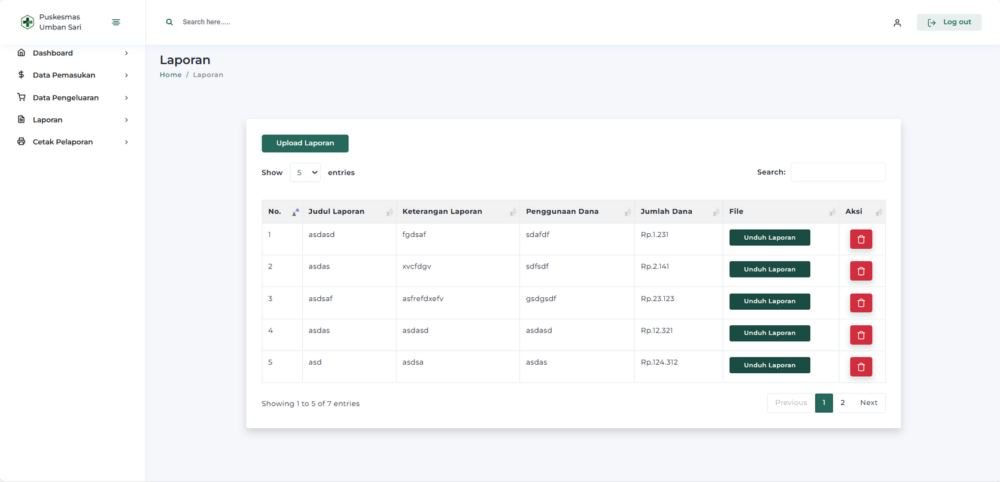 Puskesmas
Umban Sari
Search here.....
Log out
Dashboard
Data Pemasukan
Data Pengeluaran
Laporan
Cetak Pelaporan
Laporan
Home / Laporan
Upload Laporan
Show 5 entries
Search:
No. Judul Laporan Keterangan Laporan Penggunaan Dana Jumlah Dana File Aksi
1 asdasd fgdsaf sdafdf Rp.1.231 Unduh Laporan
2 asdas xvcfdgv sdfsdf Rp.2.141 Unduh Laporan
3 asdsaf asfrefdxefv gsdgsdf Rp.23.123 Unduh Laporan
4 asdas asdasd asdasd Rp.12.321 Unduh Laporan
5 asd asdsa asdas Rp.124.312 Unduh Laporan
Showing 1 to 5 of 7 entries
Previous 1 2 Next